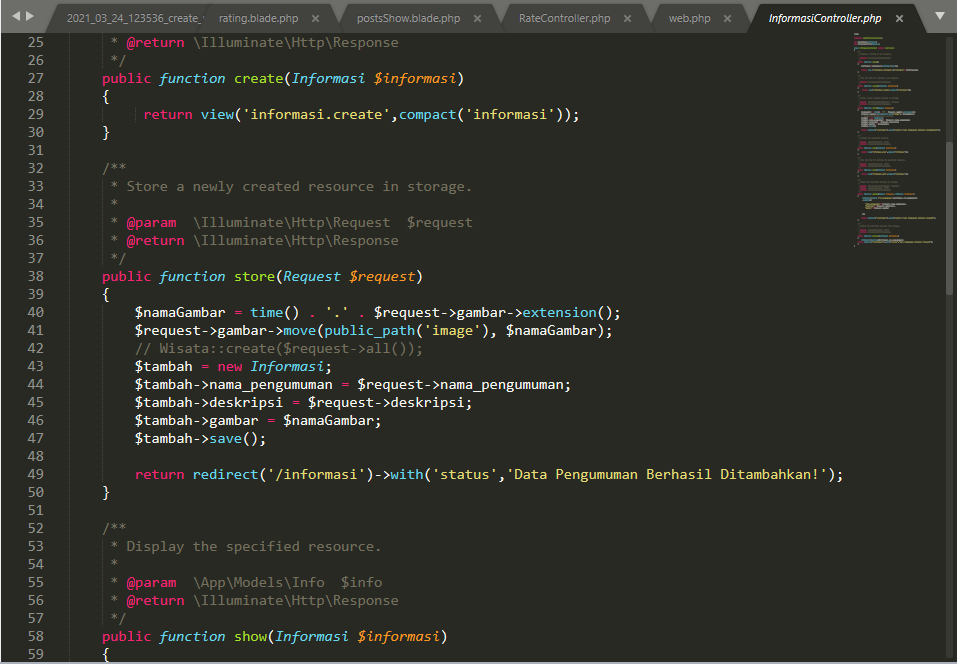 2021_03_24_123536_create_
rating.blade.php
postsShow.blade.php
RateController.php
web.php
InformasiController.php
25 * @return \Illuminate\Http\Response
26 */
27 public function create(Informasi $informasi)
28 {
29 return view('informasi.create',compact('informasi'));
30 }
31
32 /**
33 * Store a newly created resource in storage.
34 *
35 * @param \Illuminate\Http\Request $request
36 * @return \Illuminate\Http\Response
37 */
38 public function store(Request $request)
39 {
40 $namaGambar = time() . '.' . $request->gambar->extension();
41 $request->gambar->move(public_path('image'), $namaGambar);
42 // Wisata::create($request->all());
43 $tambah = new Informasi;
44 $tambah->nama_pengumuman = $request->nama_pengumuman;
45 $tambah->deskripsi = $request->deskripsi;
46 $tambah->gambar = $namaGambar;
47 $tambah->save();
48
49 return redirect('/informasi')->with('status','Data Pengumuman Berhasil Ditambahkan!');
50 }
51
52 /**
53 * Display the specified resource.
54 *
55 * @param \App\Models\Info $info
56 * @return \Illuminate\Http\Response
57 */
58 public function show(Informasi $informasi)
59 {